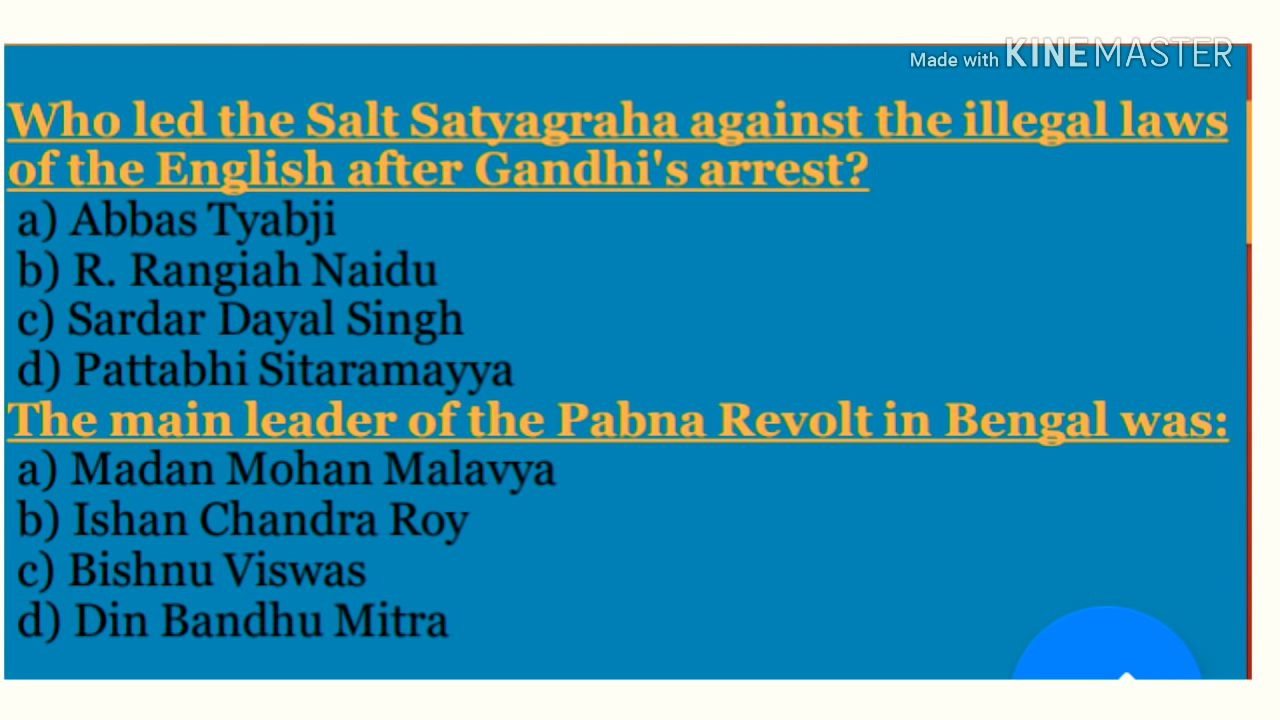 Made with KINEMASTER
Who led the Salt Satyagraha against the illegal laws
of the English after Gandhi's arrest?
a) Abbas Tyabji
b) R. Rangiah Naidu
c) Sardar Dayal Singh
d) Pattabhi Sitaramayya
The main leader of the Pabna Revolt in Bengal was:
a) Madan Mohan Malavya
b) Ishan Chandra Roy
c) Bishnu Viswas
d) Din Bandhu Mitra